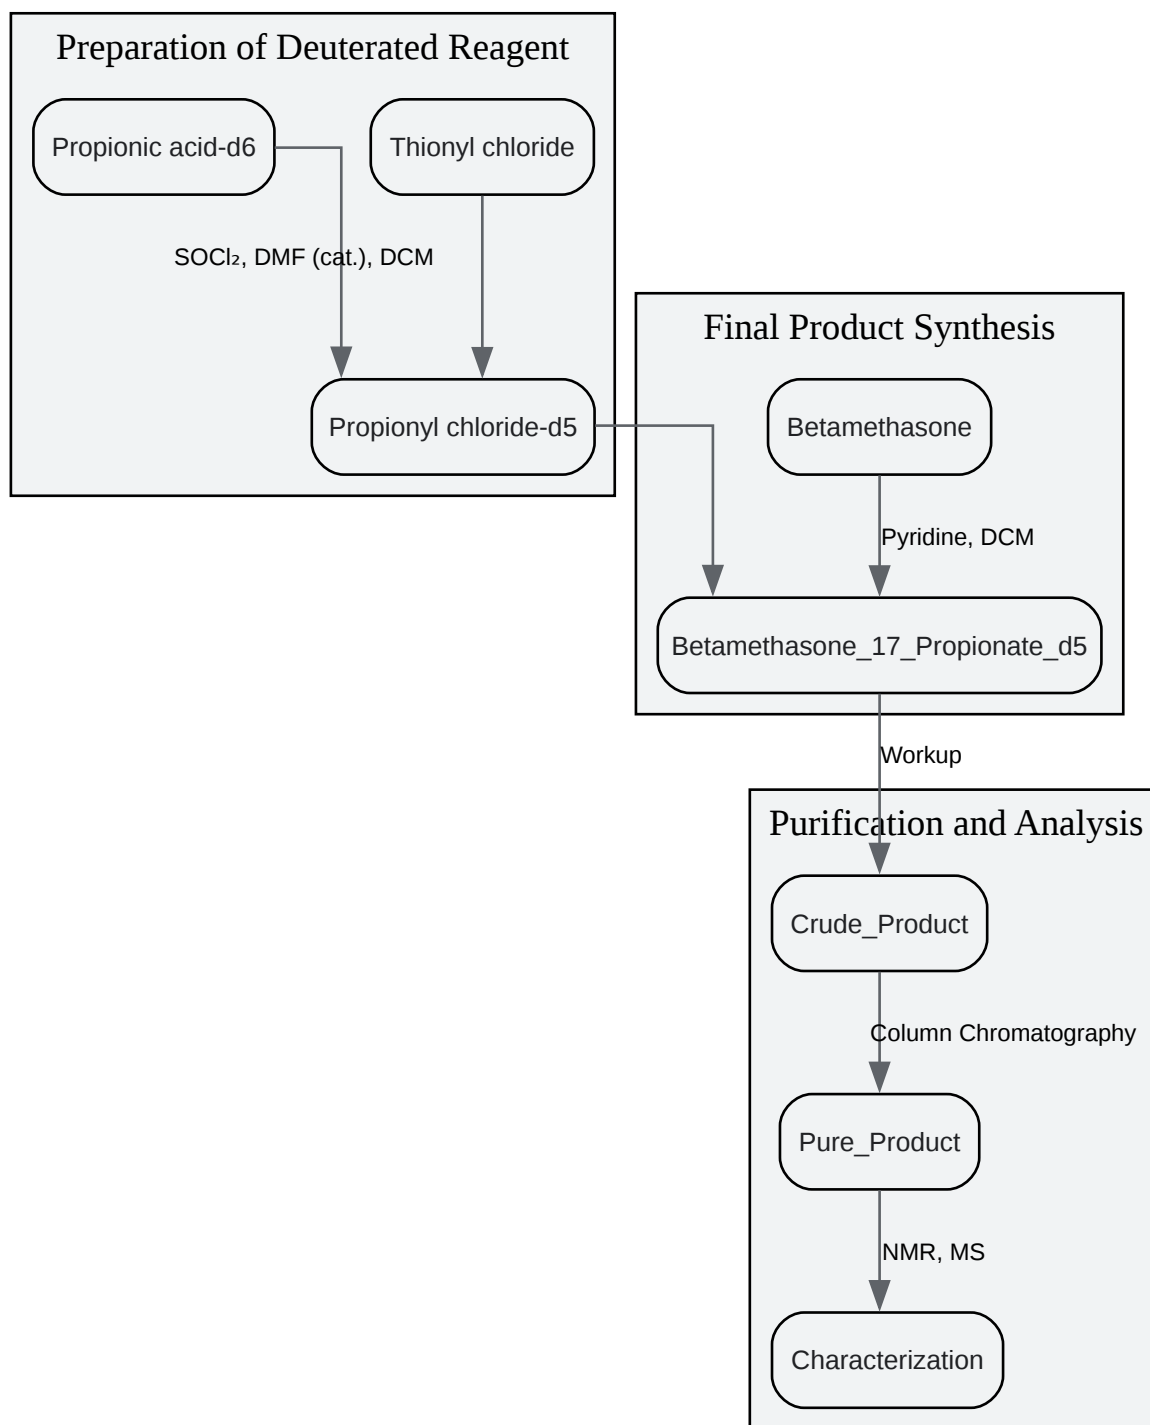 Preparation of Deuterated Reagent
Propionic acid-d6
Thionyl chloride
SOCl₂, DMF (cat.), DCM
Propionyl chloride-d5
Final Product Synthesis
Betamethasone
Pyridine, DCM
Betamethasone_17_Propionate_d5
Workup
Purification and Analysis
Crude_Product
Column Chromatography
Pure_Product
NMR, MS
Characterization